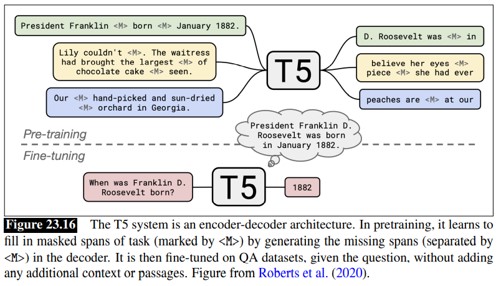 President Franklin <M> born <M> January 1882.
D. Roosevelt was <M> in
Lily couldn't <M>. The waitress
had brought the largest <M> of
chocolate cake <M> seen.
believe her eyes <M>
piece <M> she had ever
Our <M> hand-picked and sun-dried
<M> orchard in Georgia.
peaches are <M> at our
T5
Pre-training
President Franklin D.
Roosevelt was born
in January 1882.
Fine-tuning
When was Franklin D.
Roosevelt born?
T5
1882
Figure 23.16 The T5 system is an encoder-decoder architecture. In pretraining, it learns to
fill in masked spans of task (marked by <M>) by generating the missing spans (separated by
<M>) in the decoder. It is then fine-tuned on QA datasets, given the question, without adding
any additional context or passages. Figure from Roberts et al. (2020).